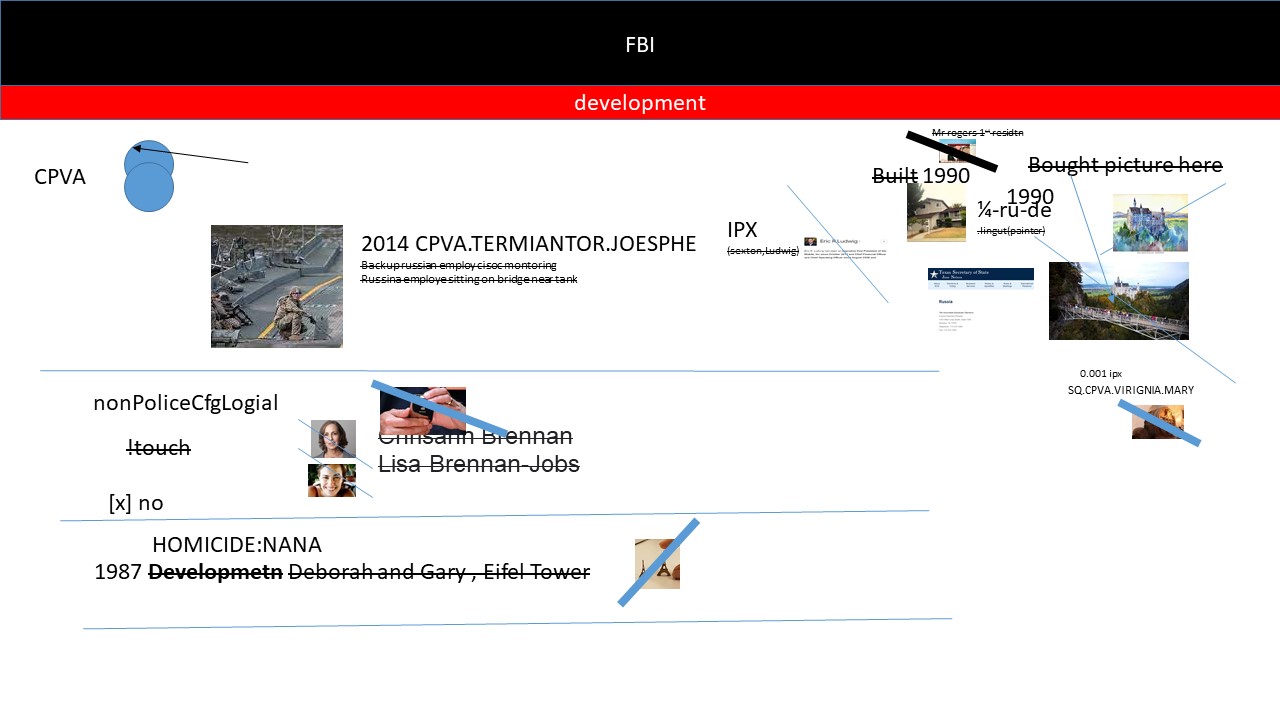 FBI
development
Mr rogers 1st residtn
CPVA
Built 1990
Bought picture here
1990
¼-ru-de
.lingut(painter)
IPX
(sexton,Ludwig)
Eric R Ludwig
2014 CPVA.TERMIANTOR.JOESPHE
Backup russian employ cisoc montoring
Russina employe sitting on bridge near tank
Texas Secretary of State
Jane Nelson
Russia
0.001 ipx
SQ.CPVA.VIRIGNIA.MARY
nonPoliceCfgLogial
!touch
Chrisann Brennan
Lisa Brennan-Jobs
[x] no
HOMICIDE:NANA
1987 Developmetn Deborah and Gary , Eifel Tower